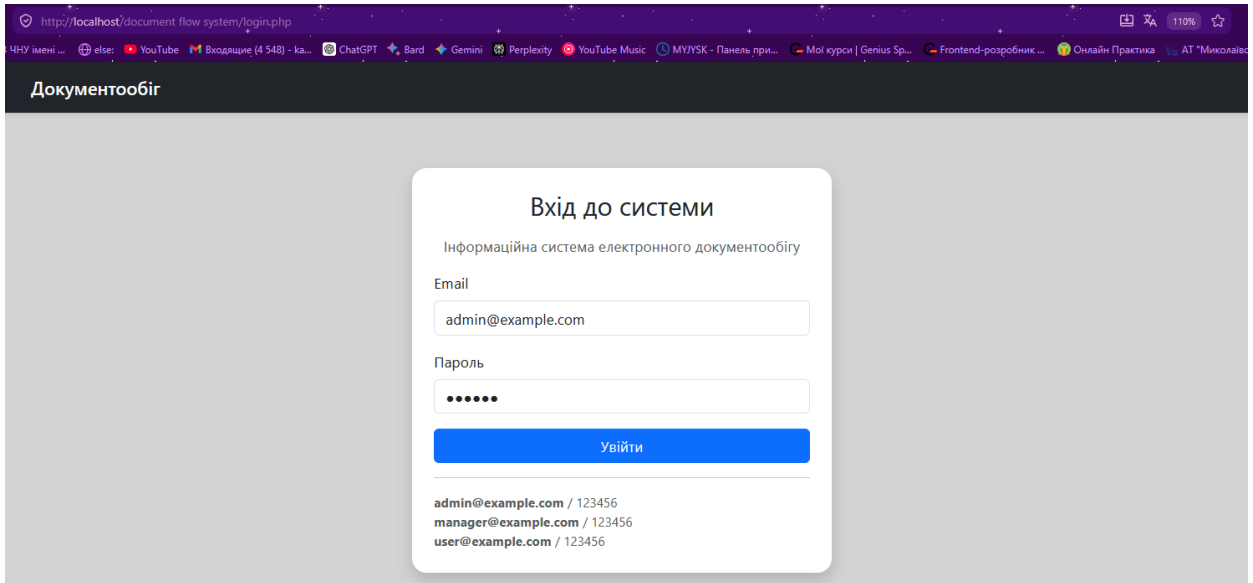 http://localhost/document flow system/login.php 110%
ЧНУ імені ... else: YouTube Входящие (4 548) - ka... ChatGPT Bard Gemini Perplexity YouTube Music MYJYSK - Панель при... Мої курси | Genius Sp... Frontend-розробник ... Онлайн Практика АТ "Миколаївс
Документообіг
Вхід до системи
Інформаційна система електронного документообігу
Email
admin@example.com
Пароль
●●●●●●
Увійти
admin@example.com / 123456
manager@example.com / 123456
user@example.com / 123456